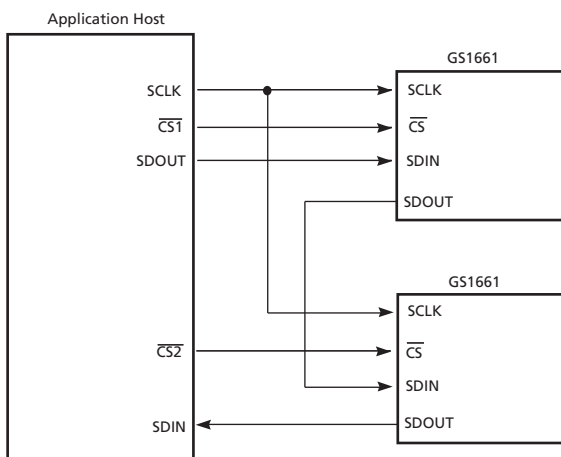 Application Host
SCLK
CS1
SDOUT
CS2
SDIN
GS1661
SCLK
CS
SDIN
SDOUT
GS1661
SCLK
CS
SDIN
SDOUT